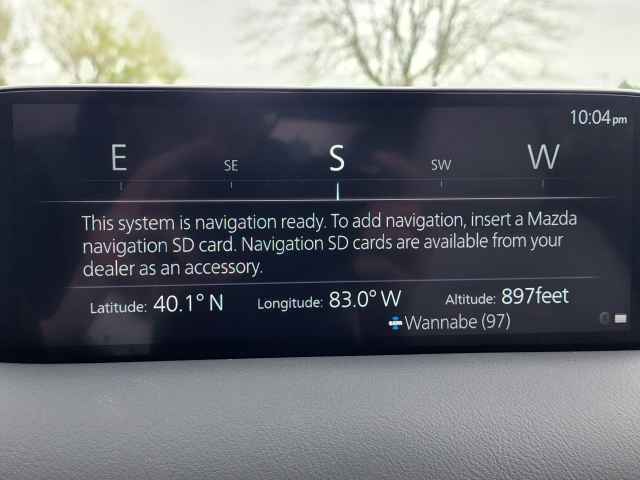 10:04pm
E SE S SW W
This system is navigation ready. To add navigation, insert a Mazda
navigation SD card. Navigation SD cards are available from your
dealer as an accessory.
Latitude: 40.1° N Longitude: 83.0° W Altitude: 897feet
Wannabe (97)